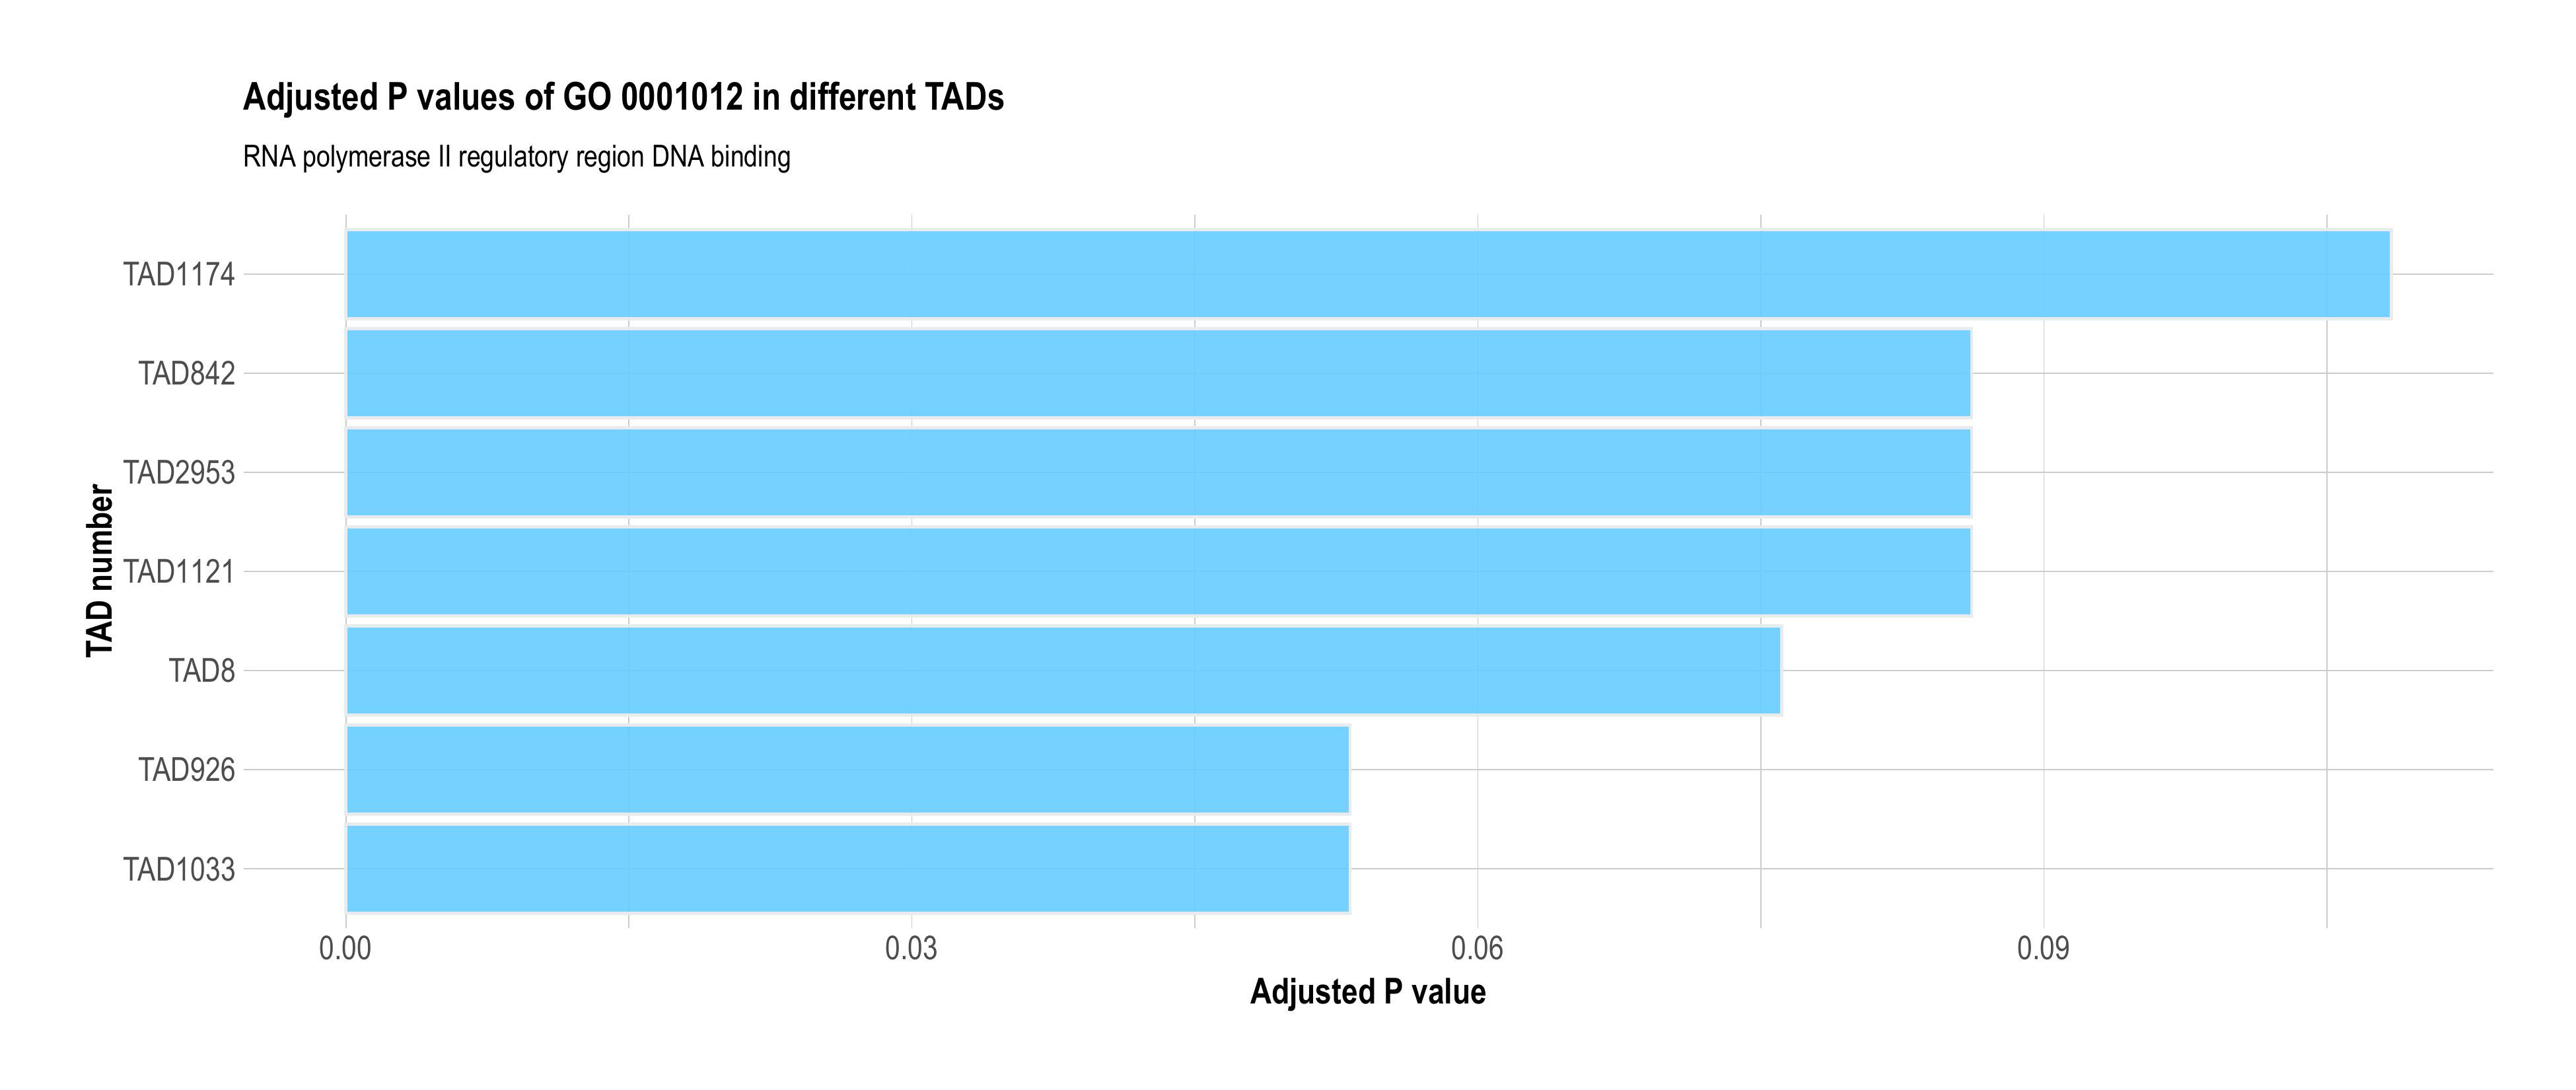 Adjusted P values of GO 0001012 in different TADs
RNA polymerase II regulatory region DNA binding
TAD number
TAD1174
TAD842
TAD2953
TAD1121
TAD8
TAD926
TAD1033
0.00 0.03 0.06 0.09
Adjusted P value